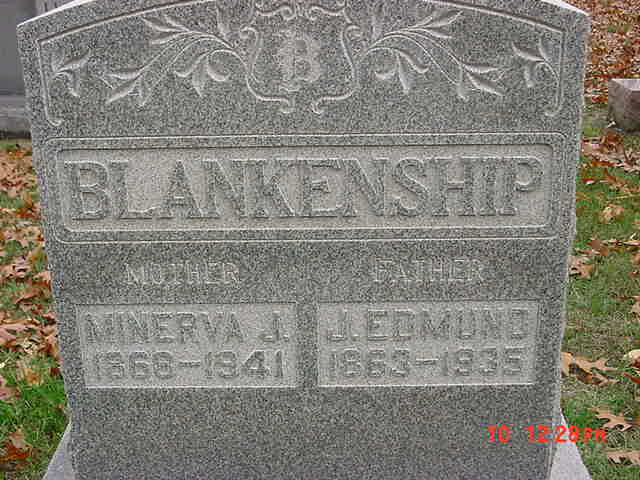 B
BLANKENSHIP
MOTHER FATHER
MINERVA J. J. EDMUND
1868-1941 1863-1935
10 12:28PM